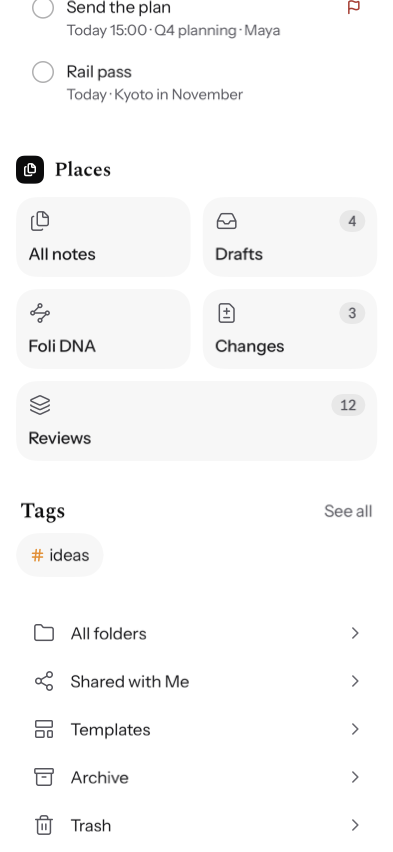 Send the plan
Today 15:00 · Q4 planning · Maya
Rail pass
Today · Kyoto in November
Places
All notes
Drafts
4
Foli DNA
Changes
3
Reviews
12
Tags
See all
# ideas
All folders
Shared with Me
Templates
Archive
Trash